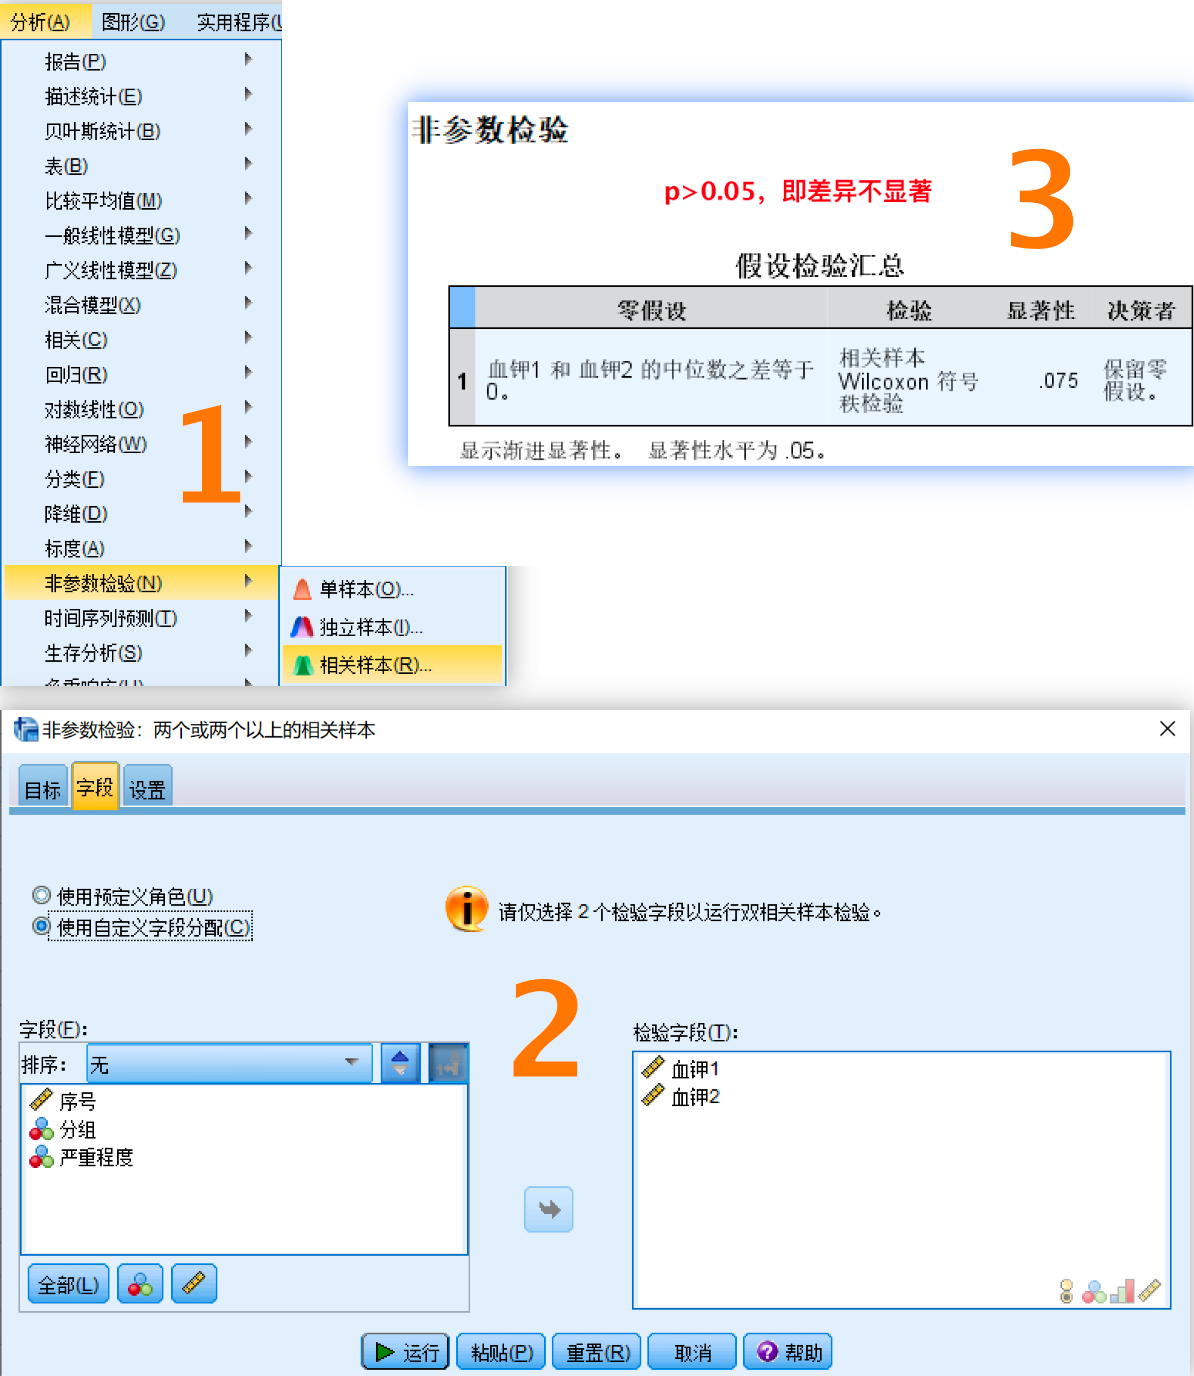 分析(A) 图形(G) 实用程序(U
报告(P)
描述统计(E)
贝叶斯统计(B)
表(B)
比较平均值(M)
一般线性模型(G)
广义线性模型(Z)
混合模型(X)
相关(C)
回归(R)
对数线性(O)
神经网络(W)
分类(F)
降维(D)
标度(A)
非参数检验(N)
时间序列预测(T)
生存分析(S)
多重响应(U)
1
单样本(O)...
独立样本(I)...
相关样本(R)...
非参数检验
p>0.05，即差异不显著
3
假设检验汇总
零假设 检验 显著性 决策者
1 血钾1 和 血钾2 的中位数之差等于 0。 相关样本 Wilcoxon 符号秩检验 .075 保留零假设。
显示渐进显著性。 显著性水平为 .05。
非参数检验：两个或两个以上的相关样本
目标 字段 设置
使用预定义角色(U)
使用自定义字段分配(C)
请仅选择 2 个检验字段以运行双相关样本检验。
2
字段(F):
排序： 无
序号
分组
严重程度
全部(L)
检验字段(T):
血钾1
血钾2
运行 粘贴(P) 重置(R) 取消 帮助